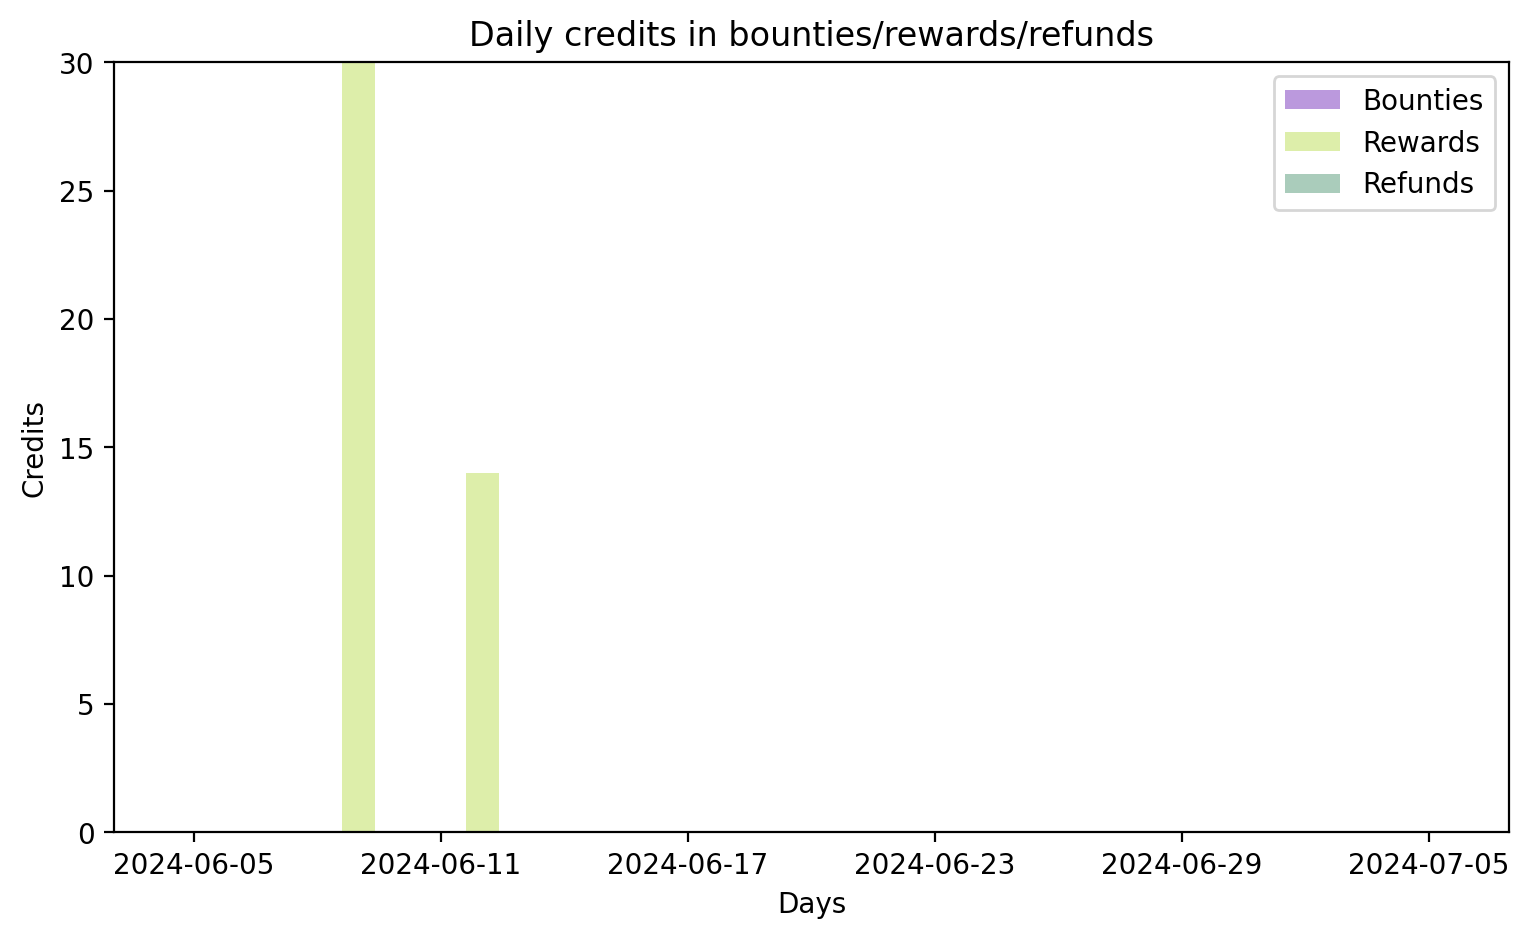 Daily credits in bounties/rewards/refunds
30
25
20
15
10
5
0
Credits
Bounties
Rewards
Refunds
2024-06-05 2024-06-11 2024-06-17 2024-06-23 2024-06-29 2024-07-05
Days